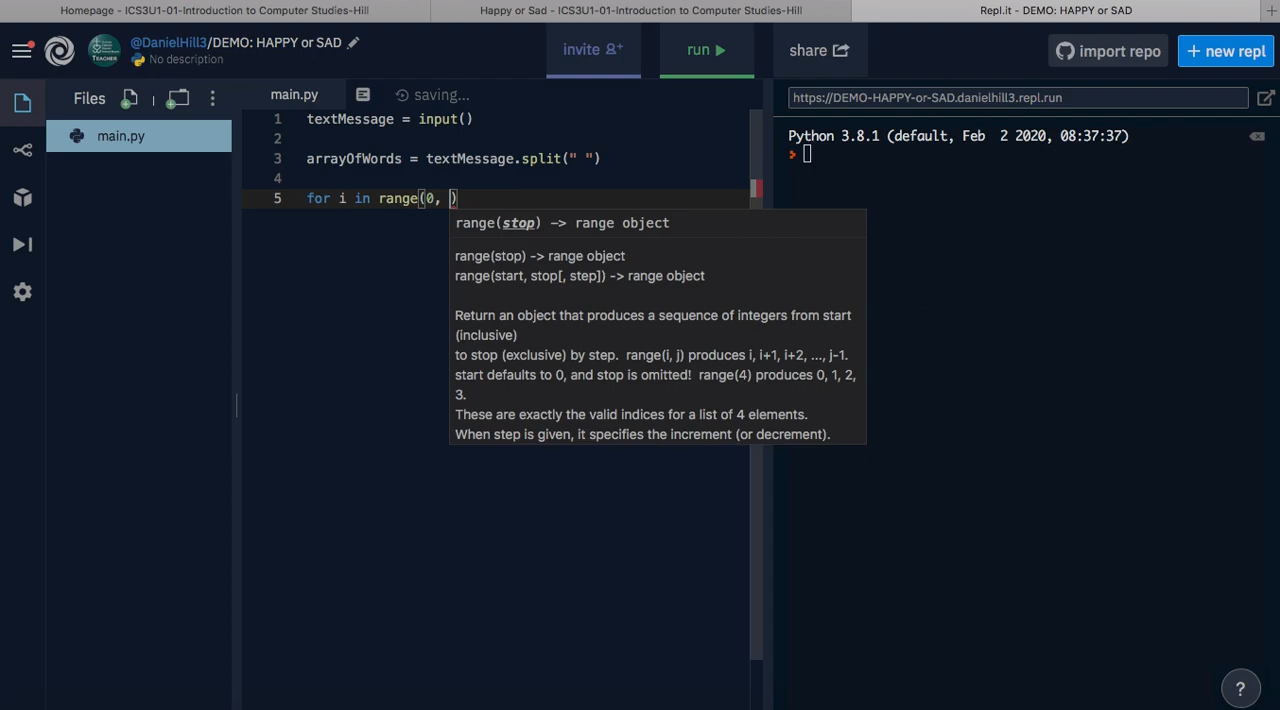 Homepage - ICS3U1-01-Introduction to Computer Studies-Hill
Happy or Sad - ICS3U1-01-Introduction to Computer Studies-Hill
Repl.it - DEMO: HAPPY or SAD
@DanielHill3/DEMO: HAPPY or SAD
No description
TEACHER
invite
run
share
import repo
+ new repl
Files
main.py
main.py
saving...
1 textMessage = input()
2
3 arrayOfWords = textMessage.split(" ")
4
5 for i in range(0, )
range(stop) -> range object
range(stop) -> range object
range(start, stop[, step]) -> range object
Return an object that produces a sequence of integers from start
(inclusive)
to stop (exclusive) by step. range(i, j) produces i, i+1, i+2, ..., j-1.
start defaults to 0, and stop is omitted! range(4) produces 0, 1, 2,
3.
These are exactly the valid indices for a list of 4 elements.
When step is given, it specifies the increment (or decrement).
https://DEMO-HAPPY-or-SAD.danielhill3.repl.run
Python 3.8.1 (default, Feb 2 2020, 08:37:37)
>
?